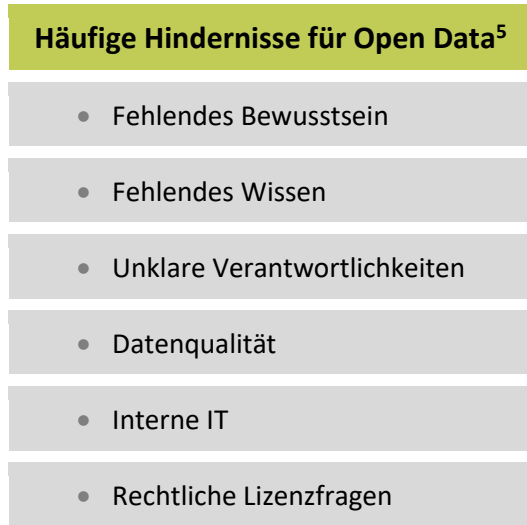 Häufige Hindernisse für Open Data⁵
• Fehlendes Bewusstsein
• Fehlendes Wissen
• Unklare Verantwortlichkeiten
• Datenqualität
• Interne IT
• Rechtliche Lizenzfragen